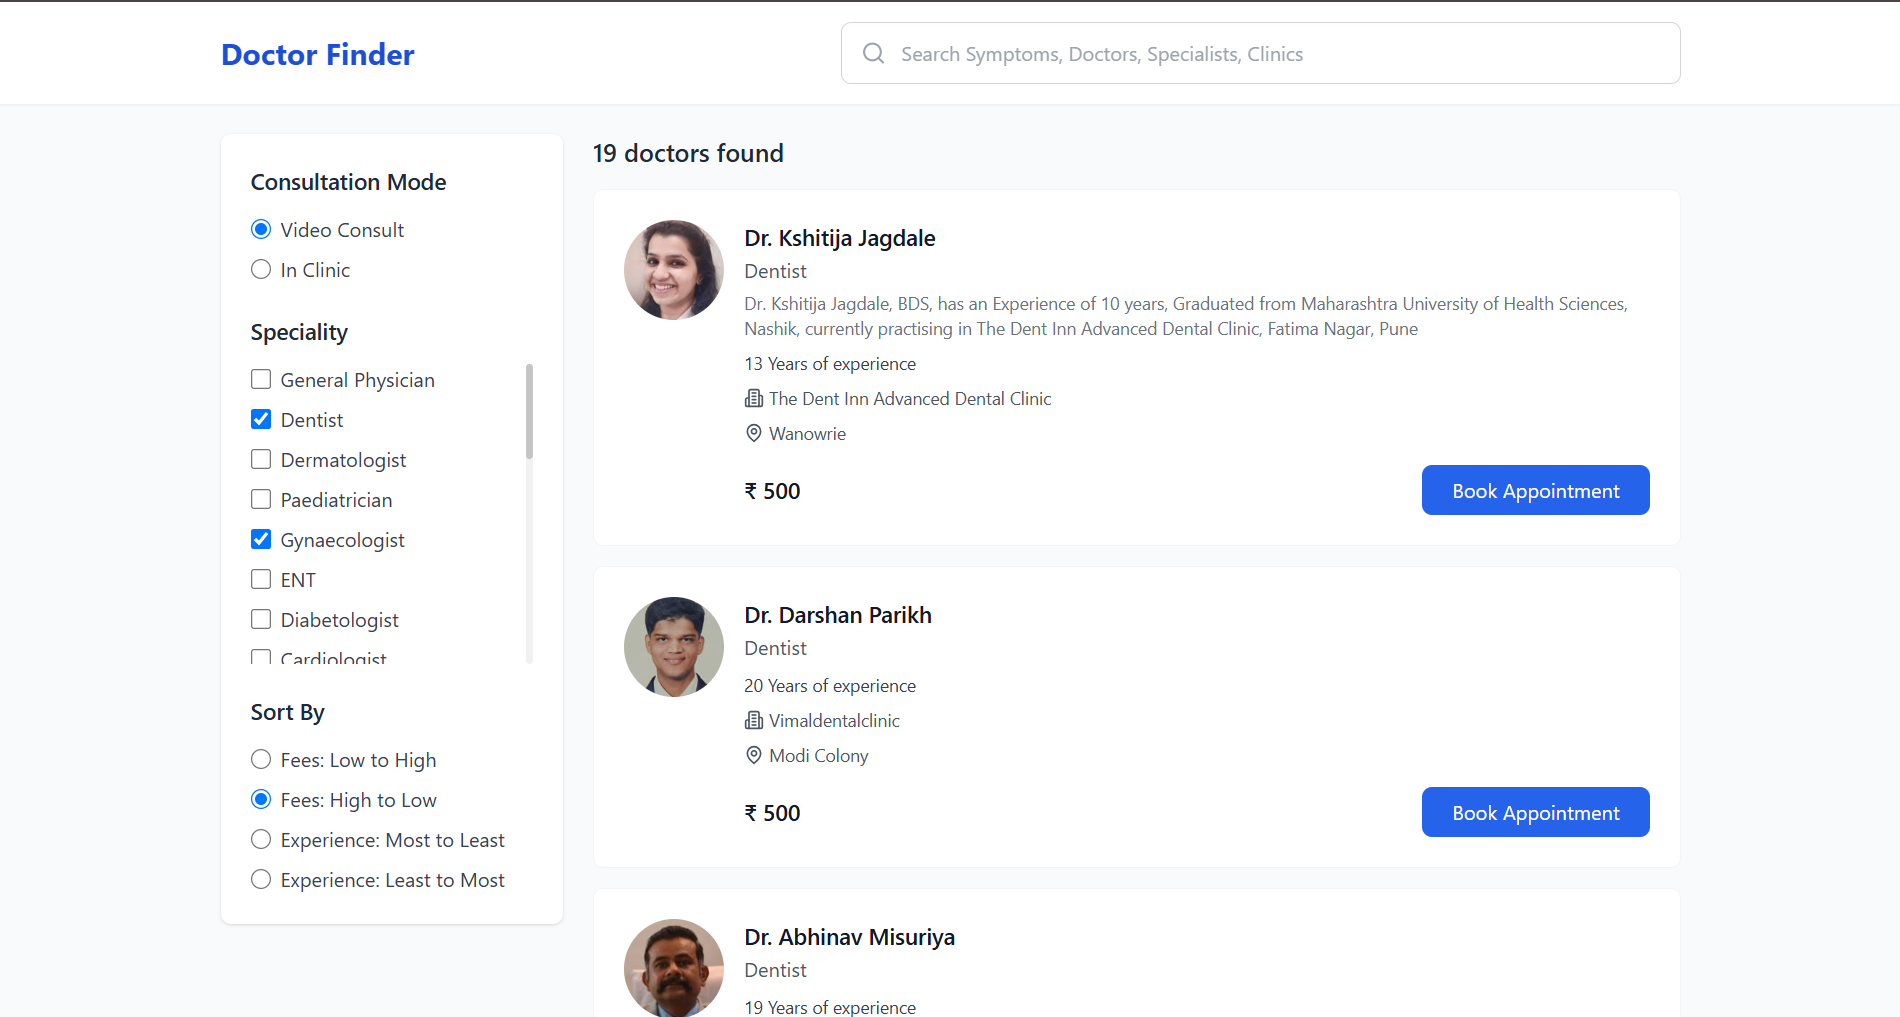 Doctor Finder
Search Symptoms, Doctors, Specialists, Clinics
Consultation Mode
Video Consult
In Clinic
Speciality
General Physician
Dentist
Dermatologist
Paediatrician
Gynaecologist
ENT
Diabetologist
Cardiologist
Sort By
Fees: Low to High
Fees: High to Low
Experience: Most to Least
Experience: Least to Most
19 doctors found
Dr. Kshitija Jagdale
Dentist
Dr. Kshitija Jagdale, BDS, has an Experience of 10 years, Graduated from Maharashtra University of Health Sciences,
Nashik, currently practising in The Dent Inn Advanced Dental Clinic, Fatima Nagar, Pune
13 Years of experience
The Dent Inn Advanced Dental Clinic
Wanowrie
₹ 500
Book Appointment
Dr. Darshan Parikh
Dentist
20 Years of experience
Vimaldentalclinic
Modi Colony
₹ 500
Book Appointment
Dr. Abhinav Misuriya
Dentist
19 Years of experience